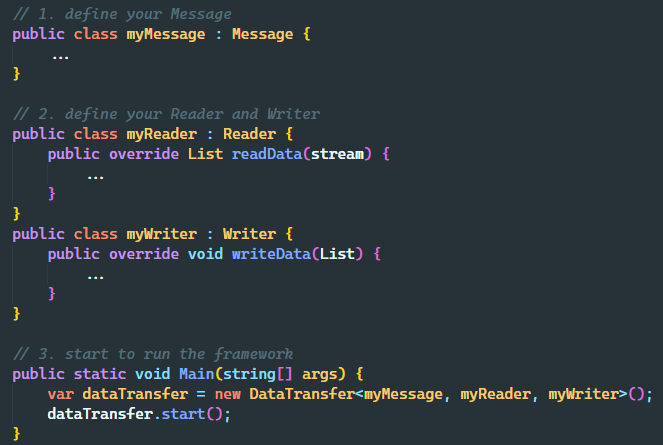 // 1. define your Message
public class myMessage : Message {
    ...
}
// 2. define your Reader and Writer
public class myReader : Reader {
    public override List readData(stream) {
        ...
    }
}
public class myWriter : Writer {
    public override void writeData(List) {
        ...
    }
}
// 3. start to run the framework
public static void Main(string[] args) {
    var dataTransfer = new DataTransfer<myMessage, myReader, myWriter>();
    dataTransfer.start();
}